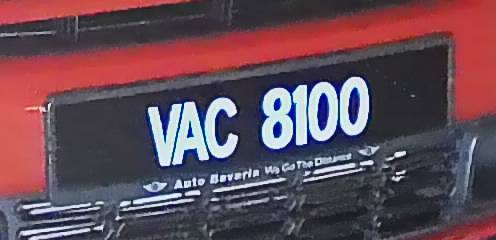 VAC 8100
Auto Bavaria We Go The Distance